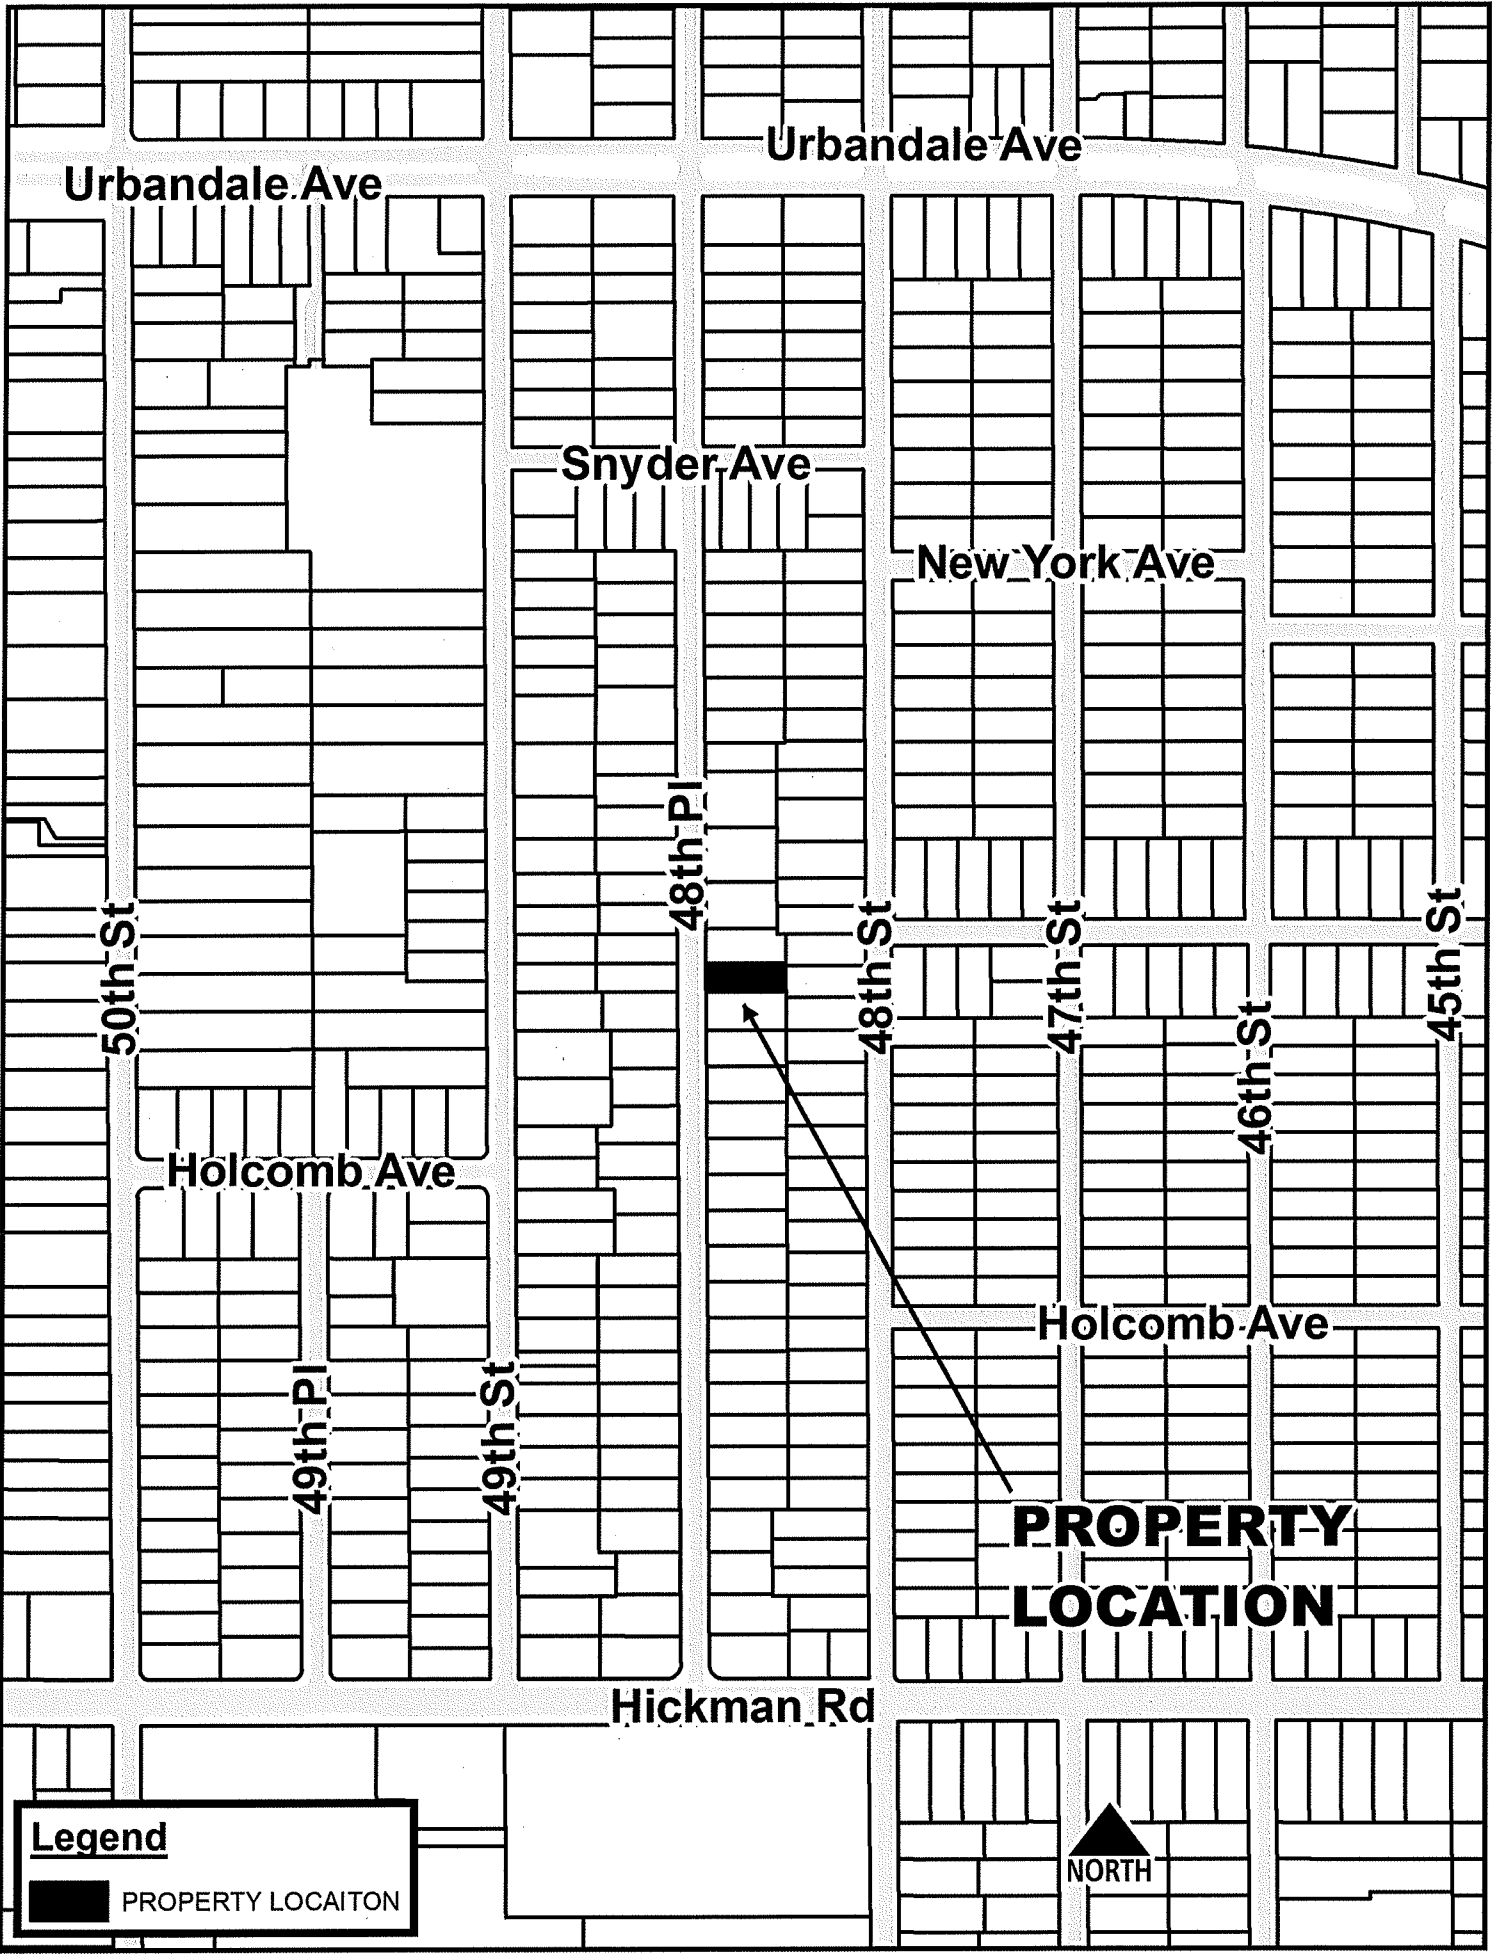 Urbandale Ave
Urbandale Ave
Snyder Ave
New York Ave
48th Pl
50th St
48th St
47th St
45th St
46th St
Holcomb Ave
Holcomb Ave
49th Pl
49th St
PROPERTY
LOCATION
Hickman Rd
Legend
PROPERTY LOCAITON
NORTH